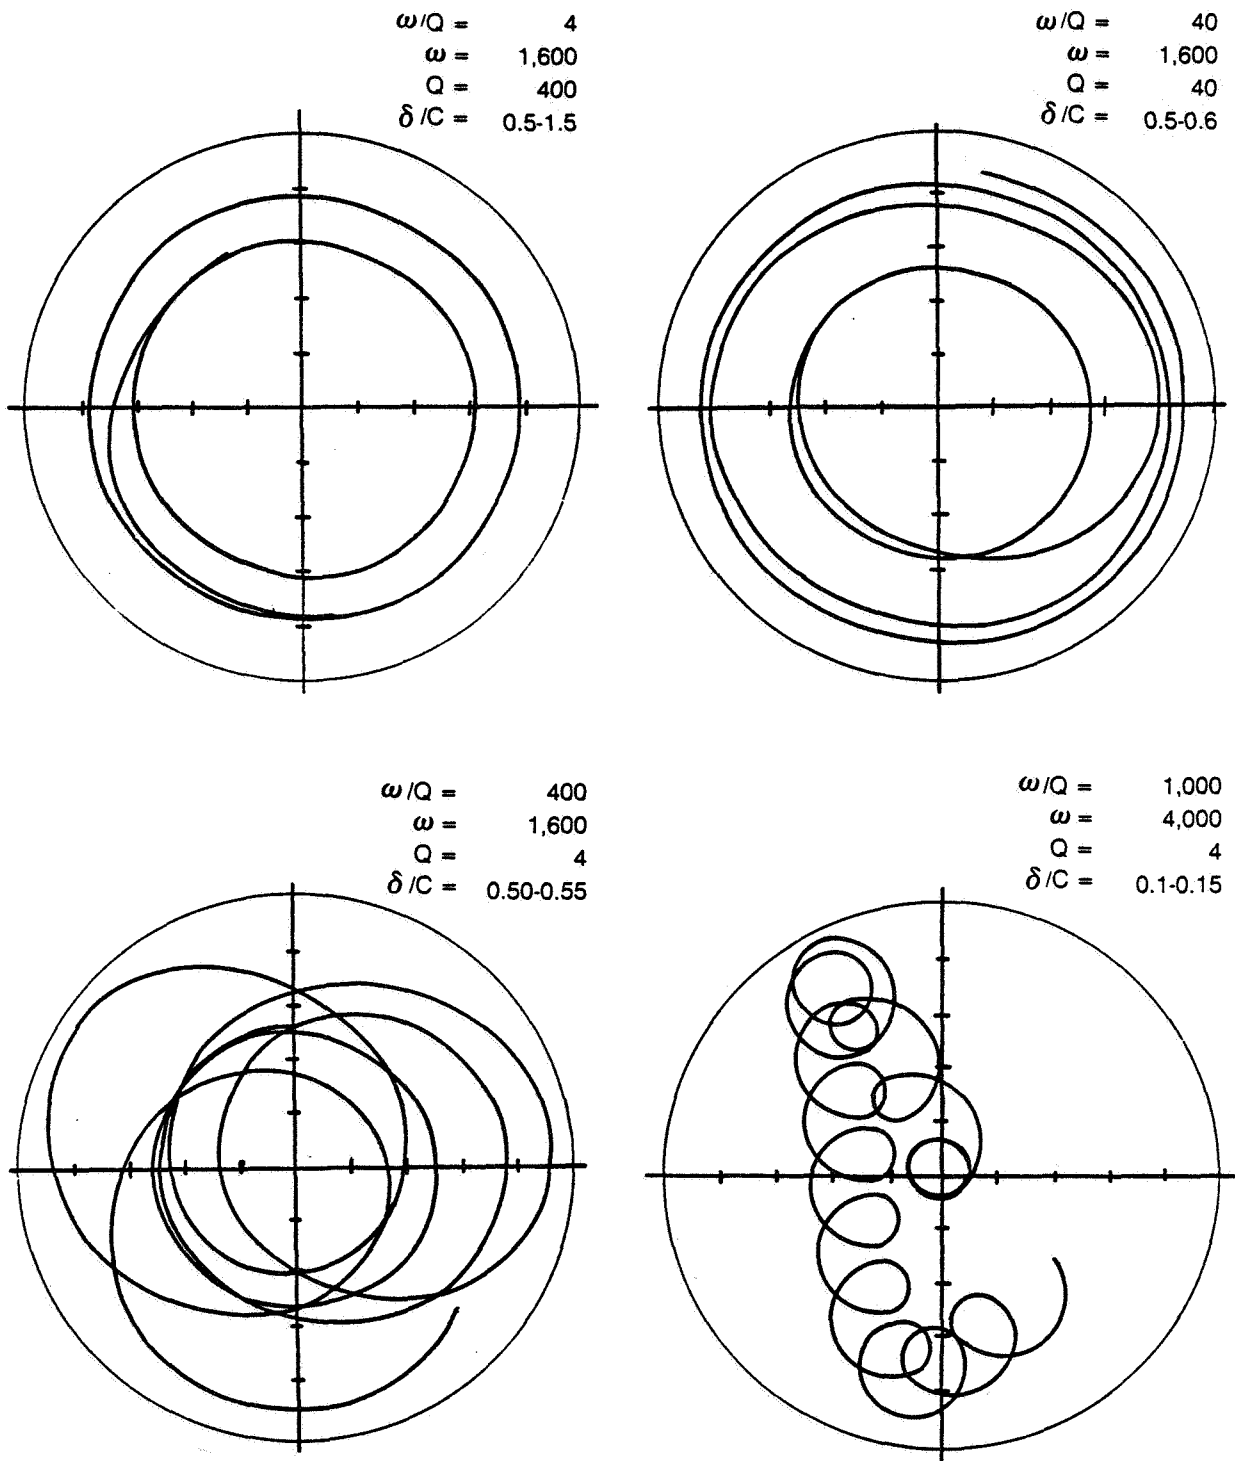 ω/Q = 4
ω = 1,600
Q = 400
δ/C = 0.5-1.5
ω/Q = 40
ω = 1,600
Q = 40
δ/C = 0.5-0.6
ω/Q = 400
ω = 1,600
Q = 4
δ/C = 0.50-0.55
ω/Q = 1,000
ω = 4,000
Q = 4
δ/C = 0.1-0.15